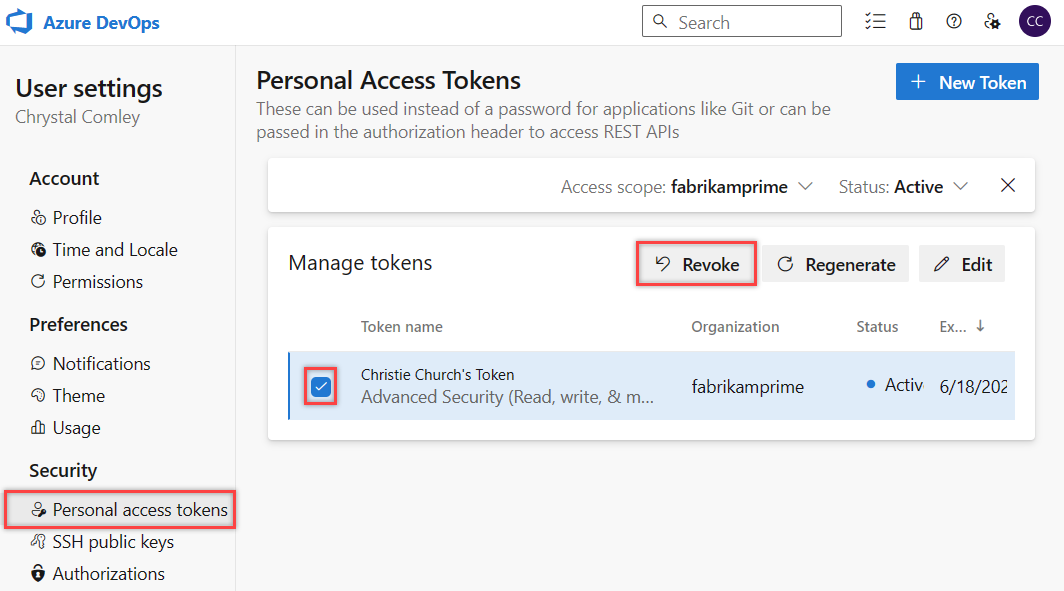 Azure DevOps
Search
CC
User settings
Chrystal Comley
Account
Profile
Time and Locale
Permissions
Preferences
Notifications
Theme
Usage
Security
Personal access tokens
SSH public keys
Authorizations
Personal Access Tokens
These can be used instead of a password for applications like Git or can be
passed in the authorization header to access REST APIs
New Token
Access scope: fabrikamprime Status: Active
Manage tokens
Revoke Regenerate Edit
Token name Organization Status Ex...
Christie Church's Token
Advanced Security (Read, write, & m...
fabrikamprime Activ 6/18/202